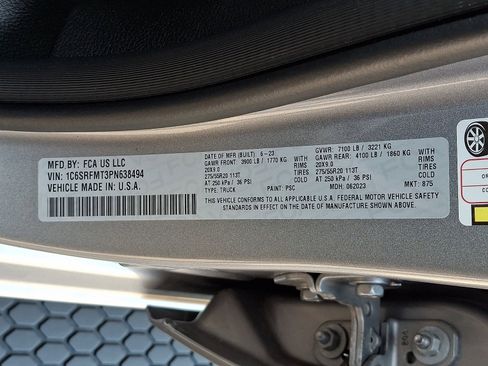 MFD BY: FCA US LLC
VIN: 1C6SRFMT3PN638494
VEHICLE MADE IN U.S.A.
DATE OF MFR (BUILT) 6-23 GVWR: 7100 LB / 3221 KG
GAWR FRONT: 3900 LB / 1770 KG WITH GAWR REAR: 4100 LB / 1860 KG WITH
20X9.0 RIMS 20X9.0 RIMS
275/55R20 113T TIRES 275/55R20 113T TIRES
AT 250 kPa / 36 PSI AT 250 kPa / 36 PSI
TYPE: TRUCK PAINT: PSC MDH: 062023 MKT: 875
THIS VEHICLE CONFORMS TO ALL APPLICABLE U.S.A. FEDERAL MOTOR VEHICLE SAFETY
STANDARDS IN EFFECT ON THE DATE OF MANUFACTURE SHOWN ABOVE.